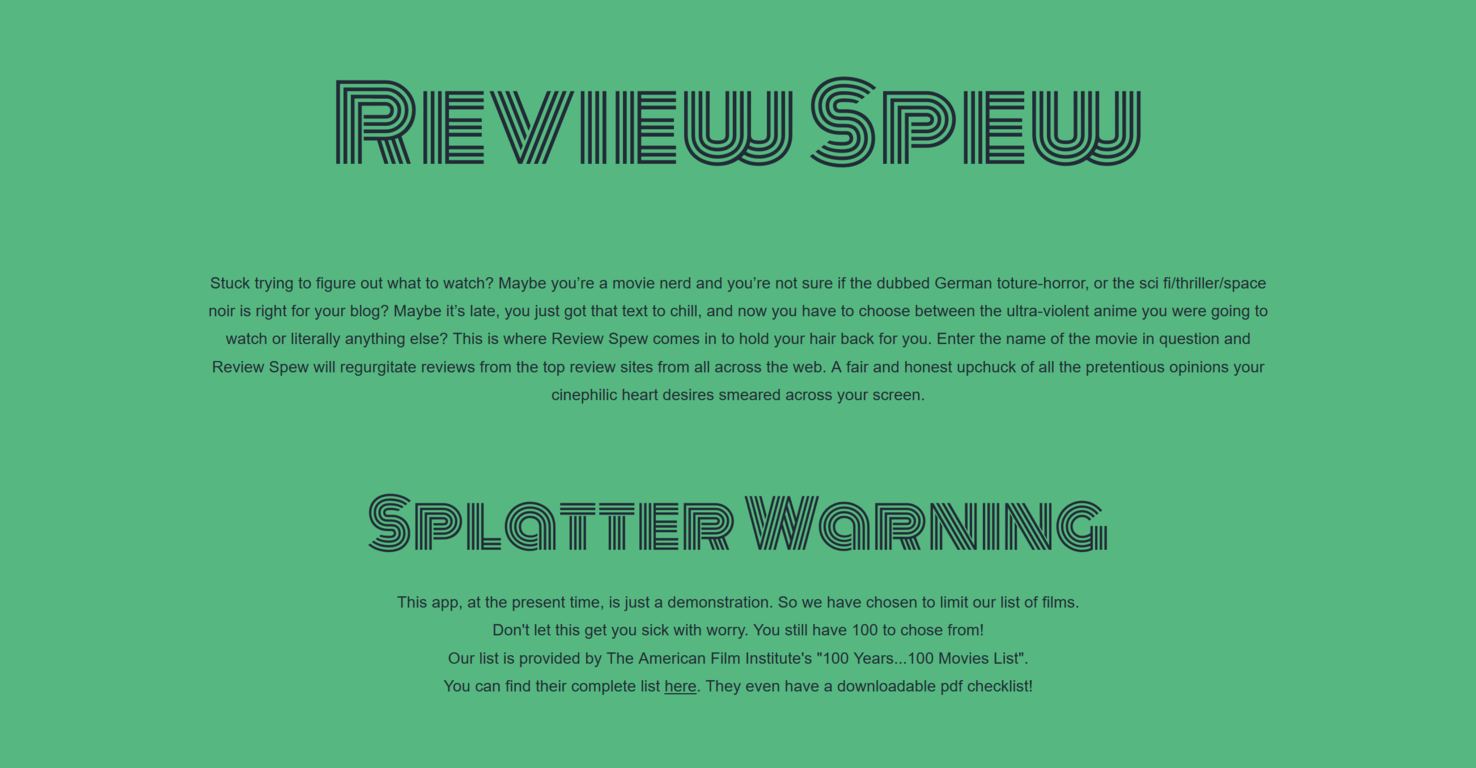 Review Spew
Stuck trying to figure out what to watch? Maybe you’re a movie nerd and you’re not sure if the dubbed German toture-horror, or the sci fi/thriller/space
noir is right for your blog? Maybe it’s late, you just got that text to chill, and now you have to choose between the ultra-violent anime you were going to
watch or literally anything else? This is where Review Spew comes in to hold your hair back for you. Enter the name of the movie in question and
Review Spew will regurgitate reviews from the top review sites from all across the web. A fair and honest upchuck of all the pretentious opinions your
cinephilic heart desires smeared across your screen.
Splatter Warning
This app, at the present time, is just a demonstration. So we have chosen to limit our list of films.
Don't let this get you sick with worry. You still have 100 to chose from!
Our list is provided by The American Film Institute's "100 Years...100 Movies List".
You can find their complete list here. They even have a downloadable pdf checklist!